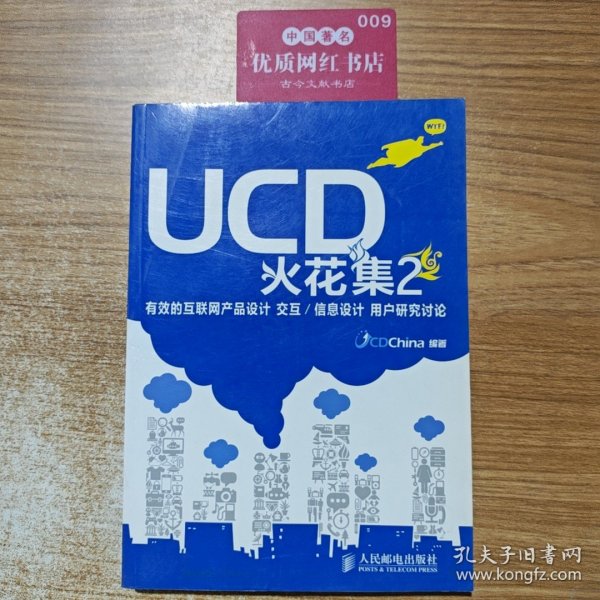 009
中国著名
优质网红书店
古今文献书店
WYF!
UCD
火花集2
有效的互联网产品设计 交互/信息设计 用户研究讨论
UCDChina 编著
人民邮电出版社
POSTS & TELECOM PRESS
孔夫子旧书网
www.kongfz.com